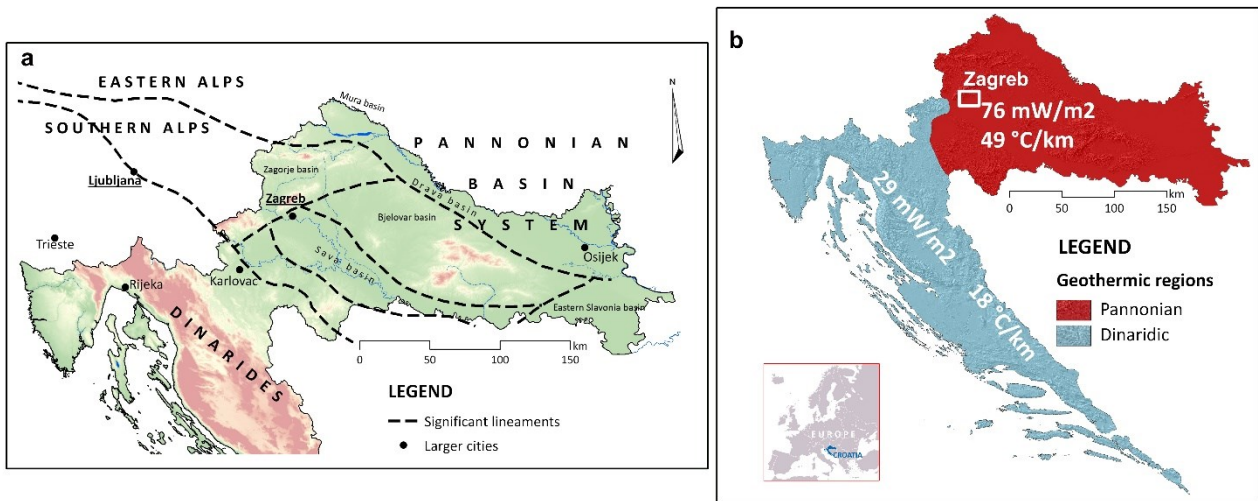 a
EASTERN ALPS
SOUTHERN ALPS
Mura basin
N
PANNONIAN
BASIN
SYSTEM
Ljubljana
Zagorje basin
Zagreb
Drava basin
Bjelovar basin
Trieste
Rijeka
Karlovac
Sava basin
Osijek
Eastern Slavonia basin
DINARIDES
km
0 50 100 160
LEGEND
Significant lineaments
Larger cities
b
Zagreb
76 mW/m2
49 °C/km
km
0 50 100 150
29 mW/m2
18 °C/km
LEGEND
Geothermic regions
Pannonian
Dinaridic
EUROPE
CROATIA